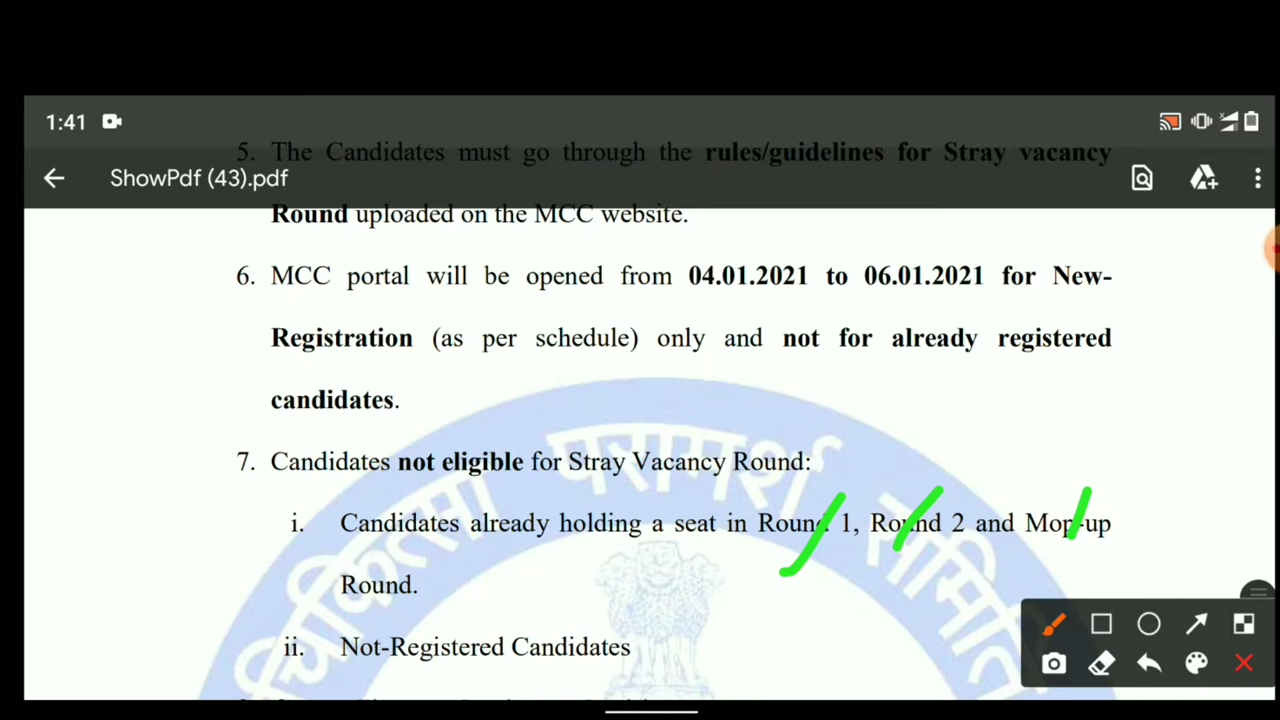 1:41
5. The Candidates must go through the rules/guidelines for Stray vacancy
ShowPdf (43).pdf
Round uploaded on the MCC website.
6. MCC portal will be opened from 04.01.2021 to 06.01.2021 for New-
Registration (as per schedule) only and not for already registered
candidates.
7. Candidates not eligible for Stray Vacancy Round:
i. Candidates already holding a seat in Round 1, Round 2 and Mop-up
Round.
ii. Not-Registered Candidates
चिकित्सा परामर्श समिति